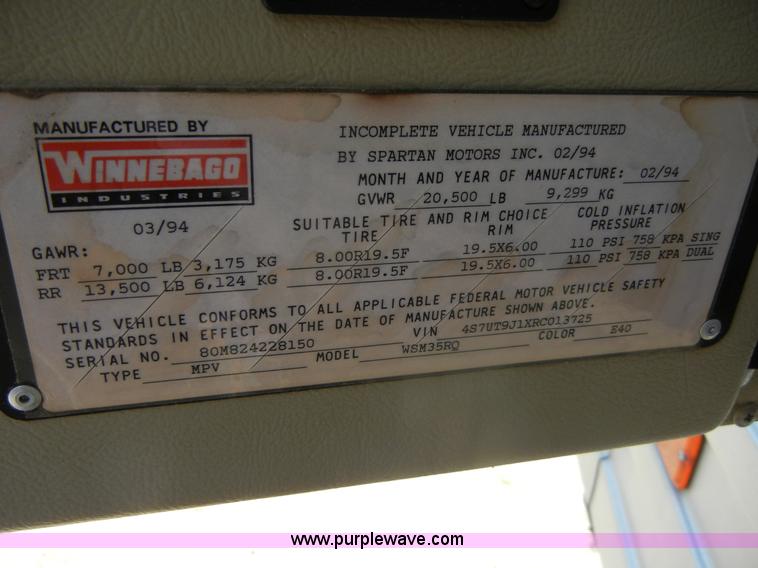 MANUFACTURED BY
WINNEBAGO
INDUSTRIES
03/94
INCOMPLETE VEHICLE MANUFACTURED
BY SPARTAN MOTORS INC. 02/94
MONTH AND YEAR OF MANUFACTURE: 02/94
GVWR 20,500 LB 9,299 KG
SUITABLE TIRE AND RIM CHOICE COLD INFLATION
GAWR: TIRE RIM PRESSURE
FRT 7,000 LB 3,175 KG 8.00R19.5F 19.5X6.00 110 PSI 758 KPA SING
RR 13,500 LB 6,124 KG 8.00R19.5F 19.5X6.00 110 PSI 758 KPA DUAL
THIS VEHICLE CONFORMS TO ALL APPLICABLE FEDERAL MOTOR VEHICLE SAFETY
STANDARDS IN EFFECT ON THE DATE OF MANUFACTURE SHOWN ABOVE.
SERIAL NO. 80M824228150 VIN 4S7UT9J1XRC013725
TYPE MPV MODEL WSM35RQ COLOR E40
www.purplewave.com